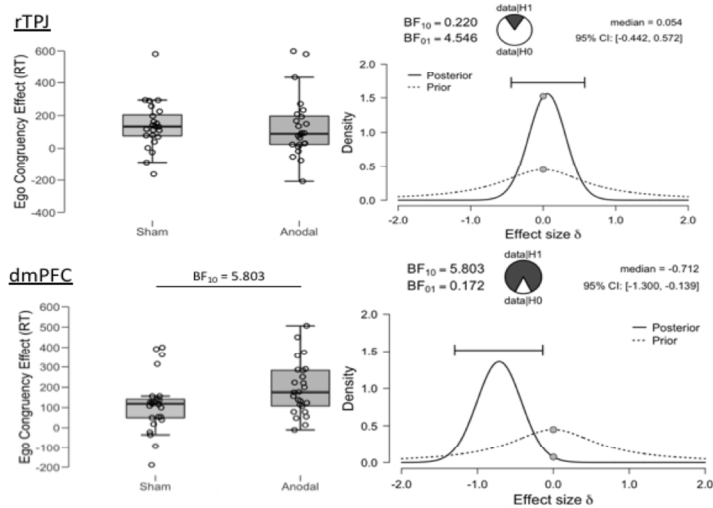 rTPJ
Ego Congruency Effect (RT)
600
400
200
0
-200
-400
Sham
Anodal
BF₁₀ = 0.220
BF₀₁ = 4.546
data|H1
data|H0
median = 0.054
95% CI: [-0.442, 0.572]
Posterior
Prior
Density
2.0
1.5
1.0
0.5
0.0
-2.0
-1.0
0.0
1.0
2.0
Effect size δ
dmPFC
BF₁₀ = 5.803
Ego Congruency Effect (RT)
600
500
400
300
200
100
0
-100
-200
Sham
Anodal
BF₁₀ = 5.803
BF₀₁ = 0.172
data|H1
data|H0
median = -0.712
95% CI: [-1.300, -0.139]
Posterior
Prior
Density
2.0
1.5
1.0
0.5
0.0
-2.0
-1.0
0.0
1.0
2.0
Effect size δ